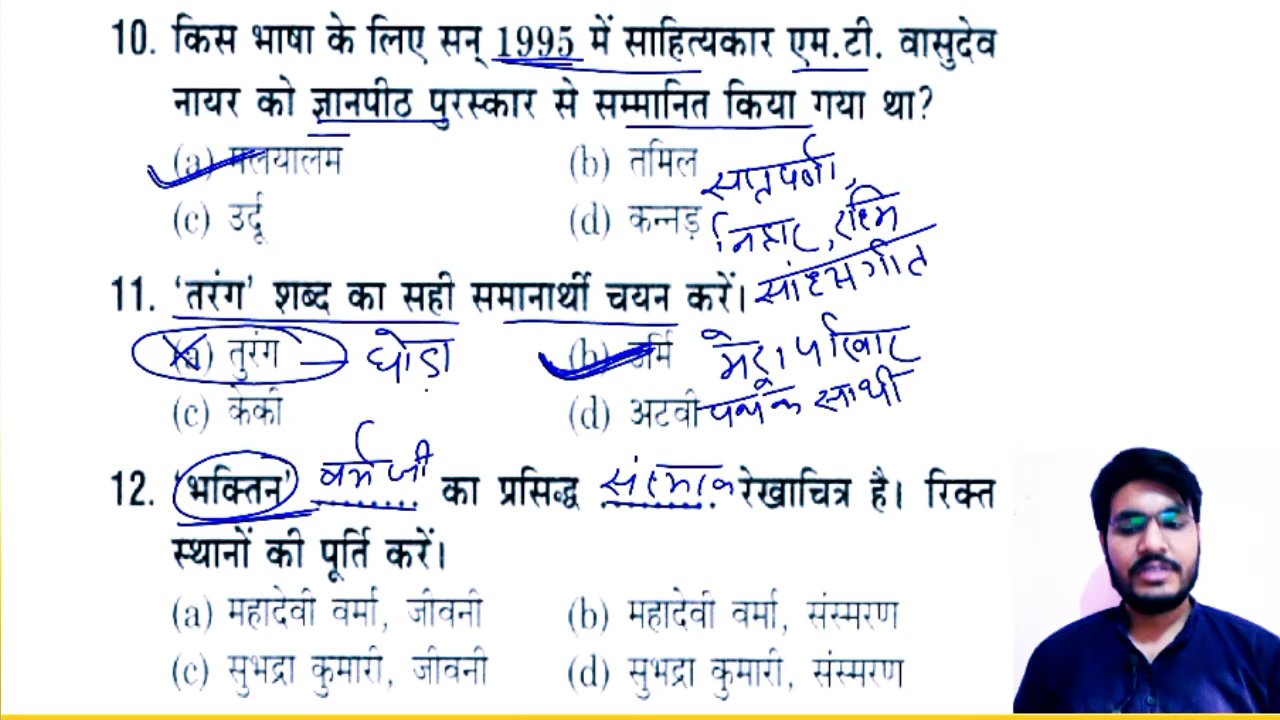 10. किस भाषा के लिए सन् 1995 में साहित्यकार एम.टी. वासुदेव
नायर को ज्ञानपीठ पुरस्कार से सम्मानित किया गया था?
(a) मलयालम (b) तमिल
सप्तपर्णा,
(c) उर्दू (d) कन्नड़
निहार, रश्मि
सांध्यगीत
11. 'तरंग' शब्द का सही समानार्थी चयन करें।
(a) तुरंग घोड़ा (b) उर्मि
मेरा परिवार
(c) केकी (d) अटवी
पथ के साथी
12. 'भक्तिन' ........ का प्रसिद्ध ........ रेखाचित्र है। रिक्त
वर्मा जी
स्थानों की पूर्ति करें।
(a) महादेवी वर्मा, जीवनी (b) महादेवी वर्मा, संस्मरण
(c) सुभद्रा कुमारी, जीवनी (d) सुभद्रा कुमारी, संस्मरण